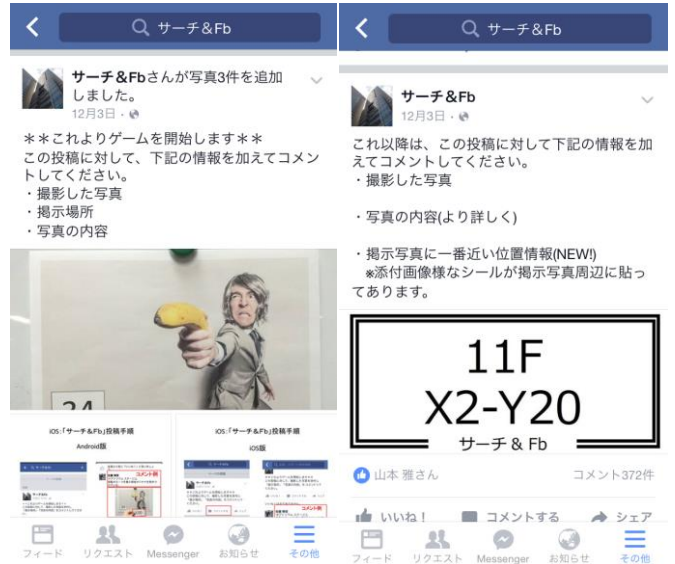 サーチ&Fb
サーチ&Fbさんが写真3件を追加
しました。
12月3日・
**これよりゲームを開始します**
この投稿に対して、下記の情報を加えてコメン
トしてください。
・撮影した写真
・掲示場所
・写真の内容
24
iOS:「サーチ&Fb」投稿手順
Android版
コメント例
iOS:「サーチ&Fb」投稿手順
iOS版
コメント例
フィード
リクエスト
Messenger
お知らせ
その他
サーチ&Fb
サーチ&Fb
12月3日・
これ以降は、この投稿に対して下記の情報を加
えてコメントしてください。
・撮影した写真
・写真の内容(より詳しく)
・掲示写真に一番近い位置情報(NEW!)
※添付画像様なシールが掲示写真周辺に貼っ
てあります。
11F
X2-Y20
サーチ & Fb
山本 雅さん
コメント372件
いいね！
コメントする
シェア
フィード
リクエスト
Messenger
お知らせ
その他